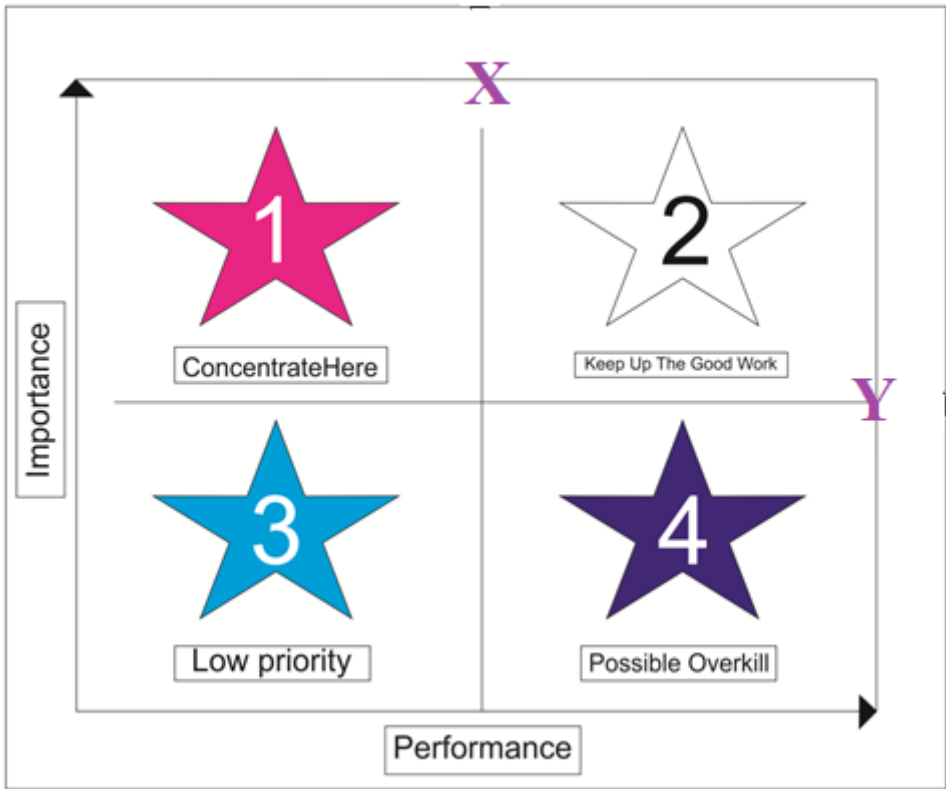 X
1
2
ConcentrateHere
Keep Up The Good Work
Importance
Y
3
4
Low priority
Possible Overkill
Performance